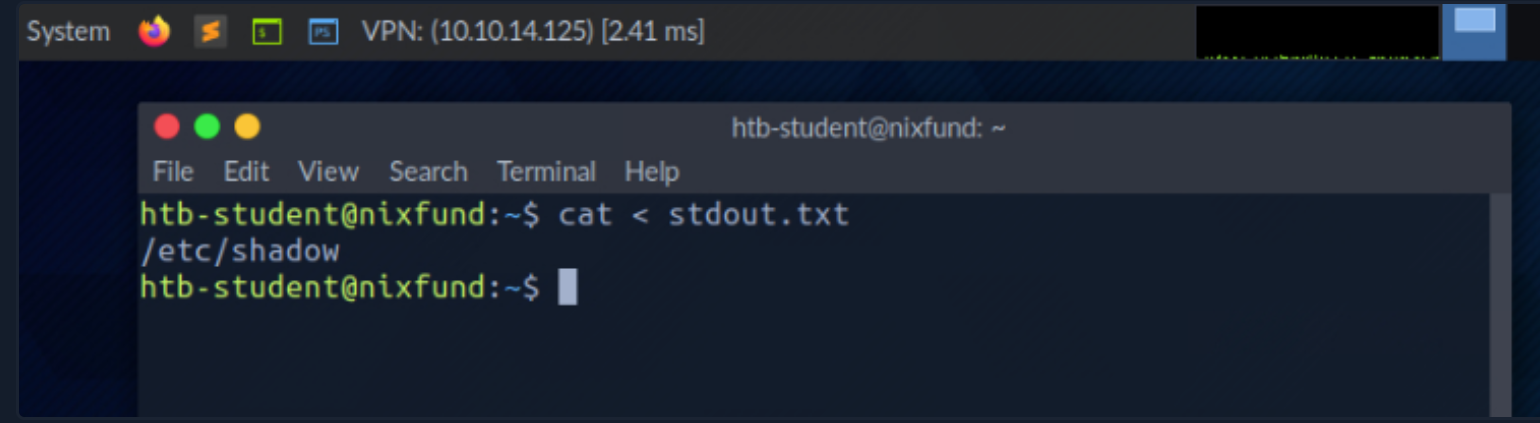 System VPN: (10.10.14.125) [2.41 ms]
htb-student@nixfund: ~
File Edit View Search Terminal Help
htb-student@nixfund:~$ cat < stdout.txt
/etc/shadow
htb-student@nixfund:~$